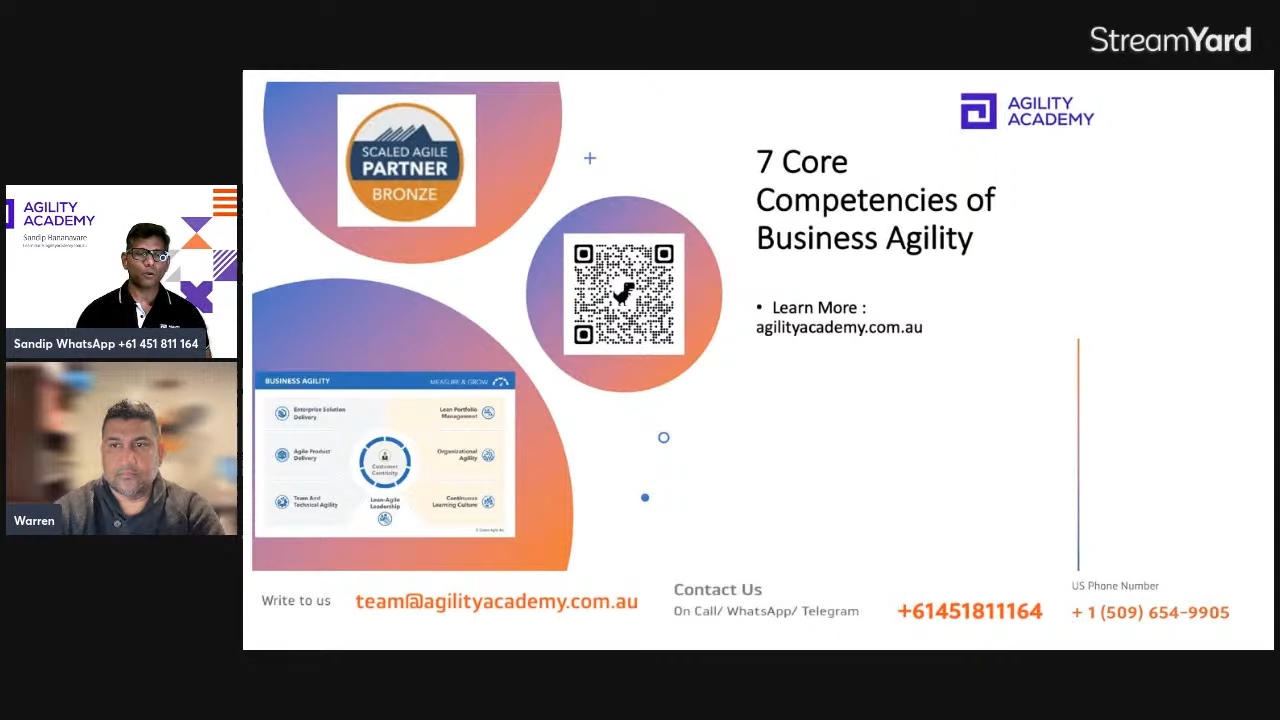 StreamYard
AGILITY
ACADEMY
Sandip Bananavare
Sandip WhatsApp +61 451 811 164
Warren
SCALED AGILE
PARTNER
BRONZE
AGILITY
ACADEMY
7 Core
Competencies of
Business Agility
• Learn More :
agilityacademy.com.au
BUSINESS AGILITY
MEASURE & GROW
Enterprise Solution
Delivery
Lean Portfolio
Management
Agile Product
Delivery
Customer
Centricity
Organizational
Agility
Team And
Technical Agility
Lean-Agile
Leadership
Continuous
Learning Culture
Write to us
team@agilityacademy.com.au
Contact Us
On Call/ WhatsApp/ Telegram
+61451811164
US Phone Number
+ 1 (509) 654-9905